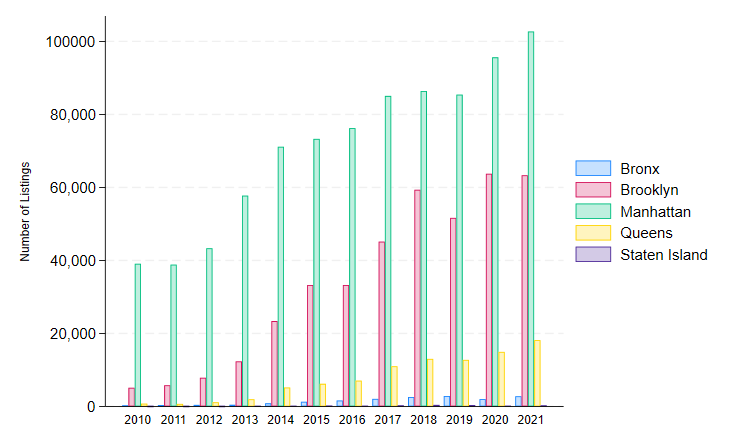 100000
80,000
60,000
40,000
20,000
0
Number of Listings
2010 2011 2012 2013 2014 2015 2016 2017 2018 2019 2020 2021
Bronx
Brooklyn
Manhattan
Queens
Staten Island